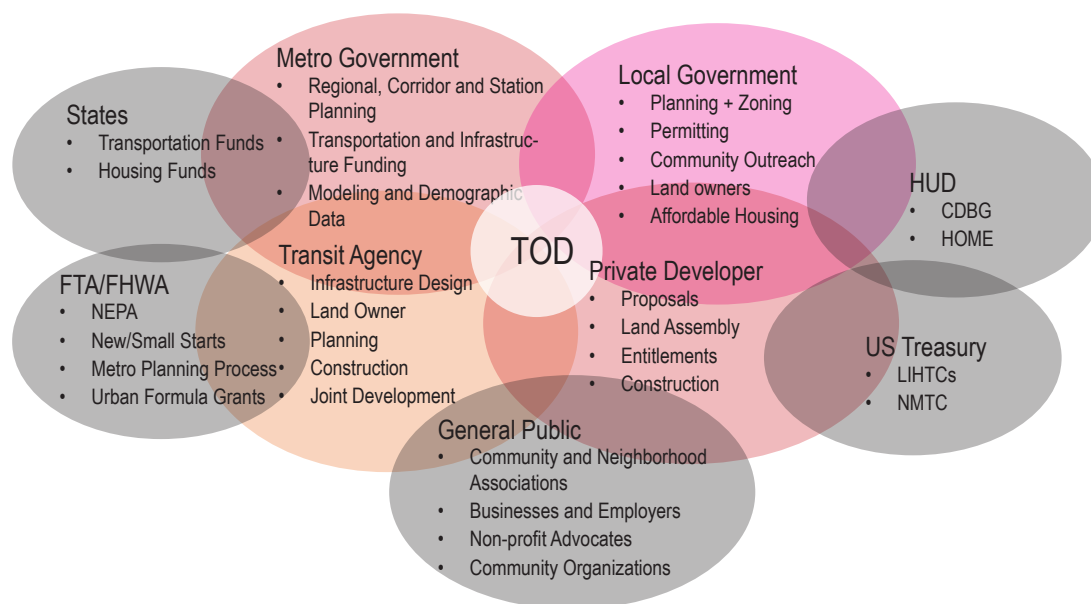 Metro Government
• Regional, Corridor and Station
Planning
• Transportation and Infrastruc-
ture Funding
• Modeling and Demographic
Data
Local Government
• Planning + Zoning
• Permitting
• Community Outreach
• Land owners
• Affordable Housing
States
• Transportation Funds
• Housing Funds
HUD
• CDBG
• HOME
TOD
FTA/FHWA
• NEPA
• New/Small Starts
• Metro Planning Process
• Urban Formula Grants
Transit Agency
• Infrastructure Design
• Land Owner
• Planning
• Construction
• Joint Development
Private Developer
• Proposals
• Land Assembly
• Entitlements
• Construction
US Treasury
• LIHTCs
• NMTC
General Public
• Community and Neighborhood
Associations
• Businesses and Employers
• Non-profit Advocates
• Community Organizations